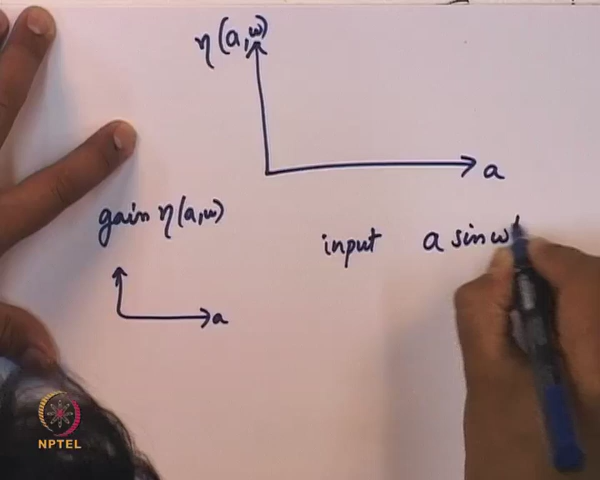 η(a,ω)
a
gain η(a,ω)
input a sin ωt
a
NPTEL